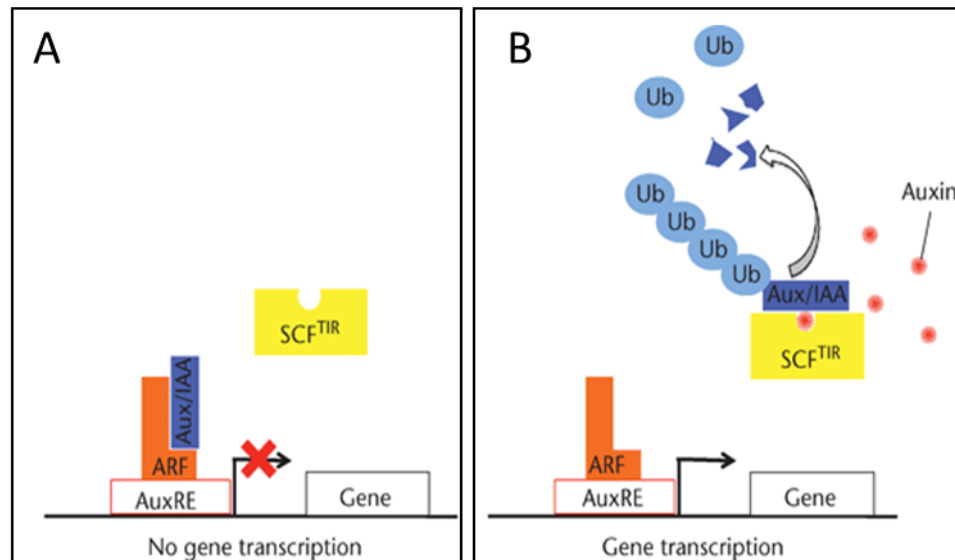 A
SCF^TIR
Aux/IAA
ARF
AuxRE
Gene
No gene transcription
B
Ub
Ub
Auxin
Ub
Ub
Ub
Ub
Aux/IAA
SCF^TIR
ARF
AuxRE
Gene
Gene transcription